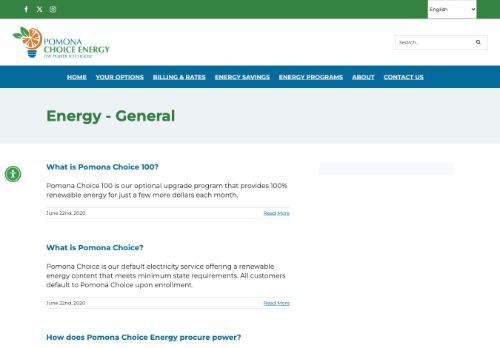 English
POMONA
CHOICE ENERGY
THE POWER TO CHOOSE
Search...
HOME YOUR OPTIONS BILLING & RATES ENERGY SAVINGS ENERGY PROGRAMS ABOUT CONTACT US
Energy - General
What is Pomona Choice 100?
Pomona Choice 100 is our optional upgrade program that provides 100%
renewable energy for just a few more dollars each month.
June 22nd, 2020 Read More
What is Pomona Choice?
Pomona Choice is our default electricity service offering a renewable
energy content that meets minimum state requirements. All customers
default to Pomona Choice upon enrollment.
June 22nd, 2020 Read More
How does Pomona Choice Energy procure power?